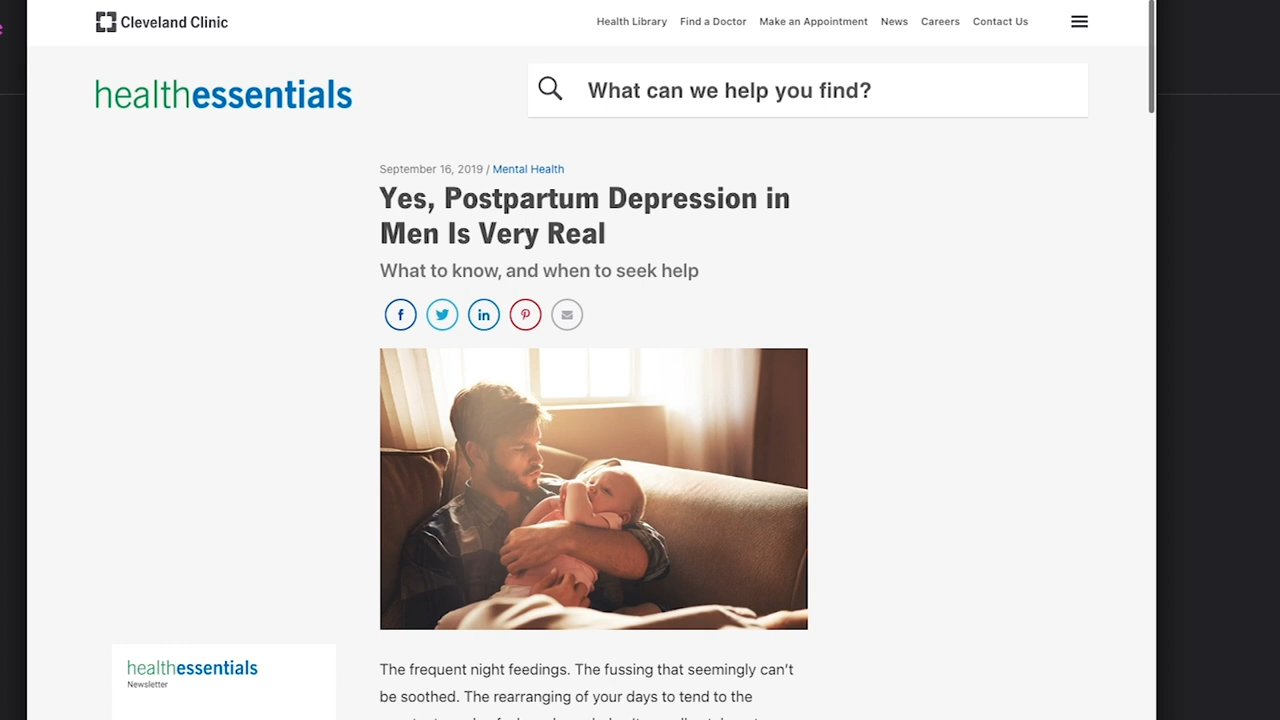 Cleveland Clinic
Health Library Find a Doctor Make an Appointment News Careers Contact Us
healthessentials
What can we help you find?
September 16, 2019 / Mental Health
Yes, Postpartum Depression in
Men Is Very Real
What to know, and when to seek help
f in
The frequent night feedings. The fussing that seemingly can't
be soothed. The rearranging of your days to tend to the
healthessentials
Newsletter